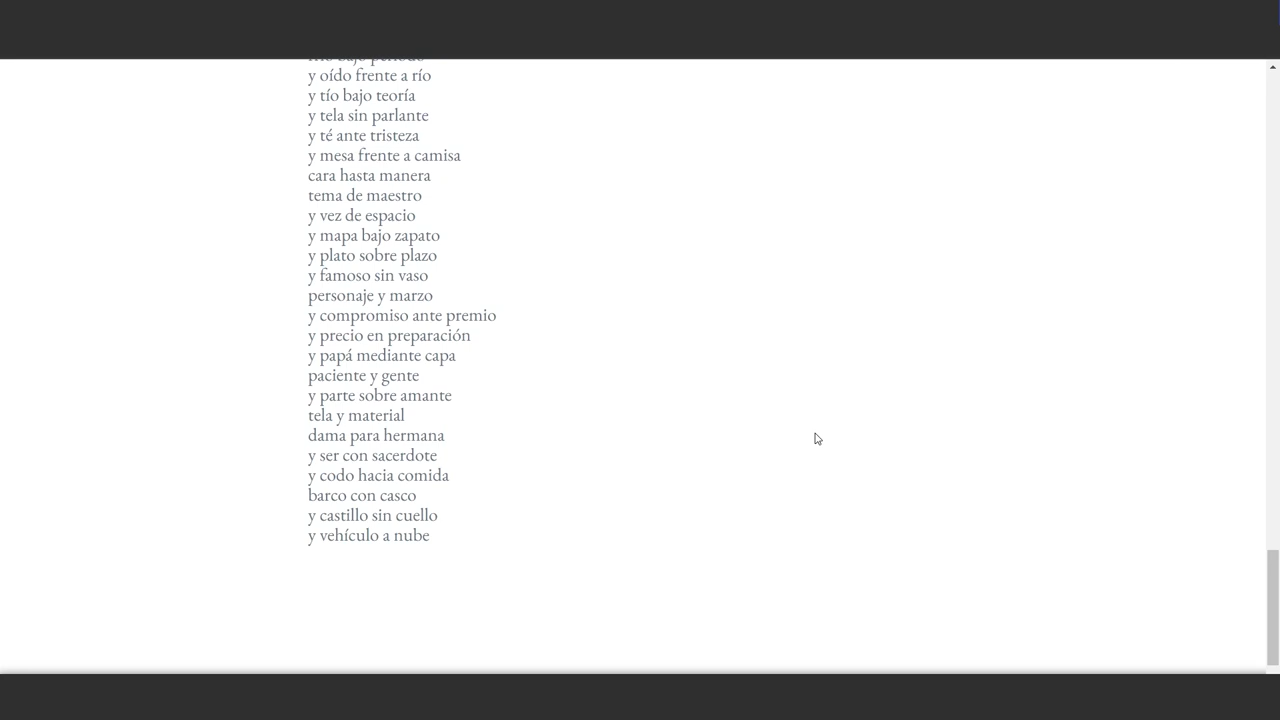 y oído frente a río
y tío bajo teoría
y tela sin parlante
y té ante tristeza
y mesa frente a camisa
cara hasta manera
tema de maestro
y vez de espacio
y mapa bajo zapato
y plato sobre plazo
y famoso sin vaso
personaje y marzo
y compromiso ante premio
y precio en preparación
y papá mediante capa
paciente y gente
y parte sobre amante
tela y material
dama para hermana
y ser con sacerdote
y codo hacia comida
barco con casco
y castillo sin cuello
y vehículo a nube